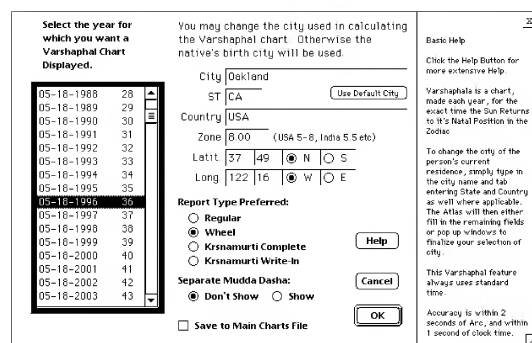 Select the year for
which you want a
Varshaphal Chart
Displayed.
05-18-1988 28
05-18-1989 29
05-18-1990 30
05-18-1991 31
05-18-1992 32
05-18-1993 33
05-18-1994 34
05-18-1995 35
05-18-1996 36
05-18-1997 37
05-18-1998 38
05-18-1999 39
05-18-2000 40
05-18-2001 41
05-18-2002 42
05-18-2003 43
You may change the city used in calculating
the Varshaphal chart. Otherwise the
native's birth city will be used.
City Oakland
ST CA Use Default City
Country USA
Zone 8.00 (USA 5-8, India 5.5 etc)
Latit. 37 49 N S
Long. 122 16 W E
Report Type Preferred:
Regular
Wheel
Krsnamurti Complete
Krsnamurti Write-In
Help
Separate Mudda Dasha:
Don't Show Show
Cancel
Save to Main Charts File
OK
Basic Help
Click the Help Button for
more extensive Help.
Varshaphala is a chart,
made each year, for the
exact time the Sun Returns
to it's Natal Position in the
Zodiac
To change the city of the
person's current
residence, simply type in
the city name and tab
entering State and Country
as well where applicable.
The Atlas will then either
fill in the remaining fields
or pop up windows to
finalize your selection of
city.
This Varshaphal feature
always uses standard
time.
Accuracy is within 2
seconds of Arc, and within
1 second of clock time.